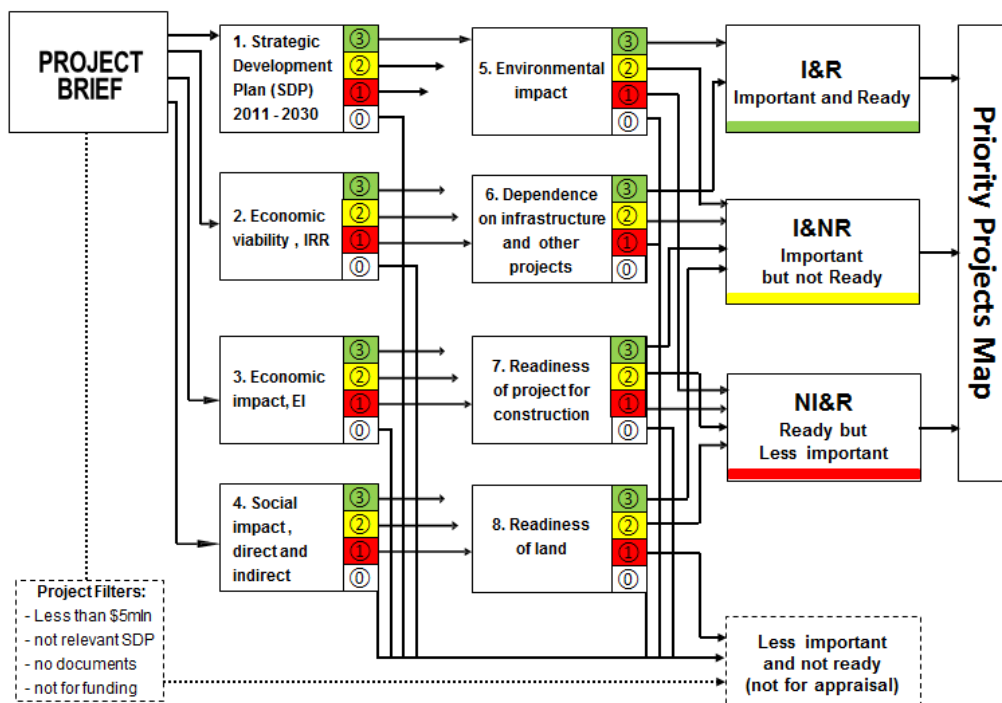 PROJECT
BRIEF
1. Strategic
Development
Plan (SDP)
2011 - 2030
③
②
①
⓪
2. Economic
viability , IRR
③
②
①
⓪
3. Economic
impact, EI
③
②
①
⓪
4. Social
impact ,
direct and
indirect
③
②
①
⓪
5. Environmental
impact
③
②
①
⓪
6. Dependence
on infrastructure
and other
projects
③
②
①
⓪
7. Readiness
of project for
construction
③
②
①
⓪
8. Readiness
of land
③
②
①
⓪
I&R
Important and Ready
I&NR
Important
but not Ready
NI&R
Ready but
Less important
Less important
and not ready
(not for appraisal)
Priority Projects Map
Project Filters:
- Less than $5mln
- not relevant SDP
- no documents
- not for funding